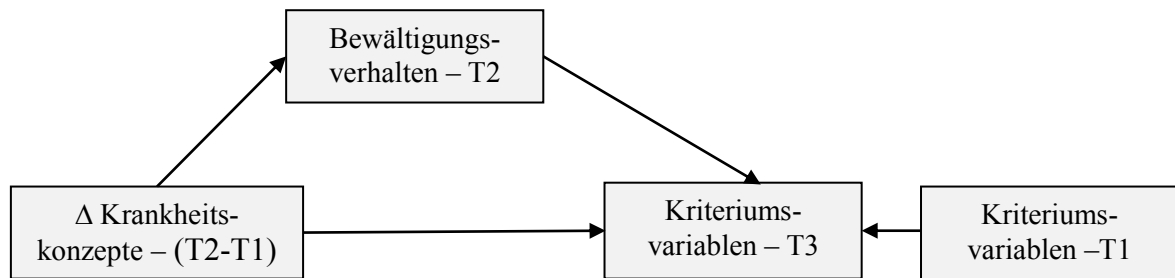 Bewältigungs-
verhalten – T2
Δ Krankheits-
konzepte – (T2-T1)
Kriteriums-
variablen – T3
Kriteriums-
variablen –T1